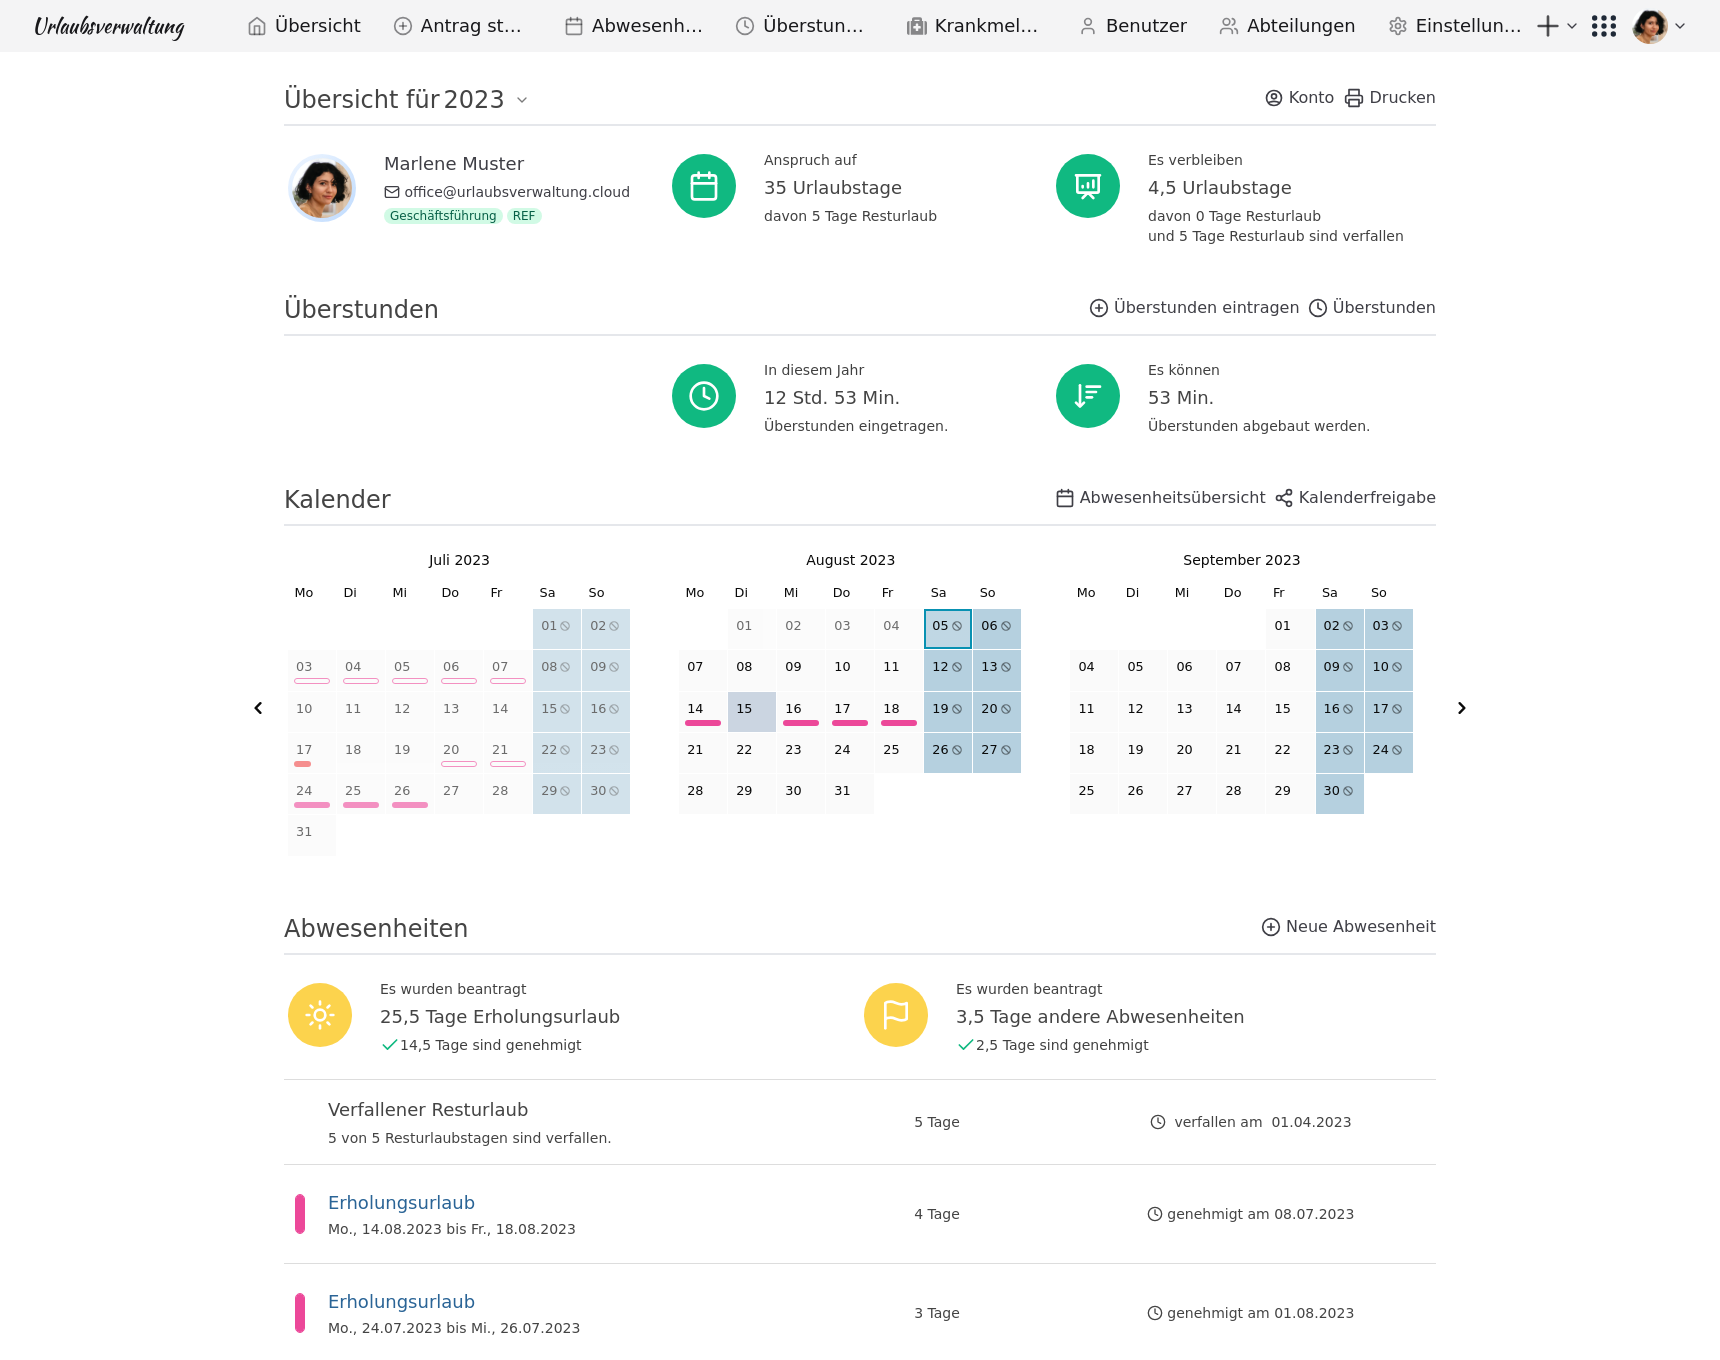 Urlaubsverwaltung Übersicht Antrag st… Abwesenh… Überstun… Krankmel… Benutzer Abteilungen Einstellun…
Übersicht für 2023 Konto Drucken
Marlene Muster
office@urlaubsverwaltung.cloud
Geschäftsführung REF
Anspruch auf
35 Urlaubstage
davon 5 Tage Resturlaub
Es verbleiben
4,5 Urlaubstage
davon 0 Tage Resturlaub
und 5 Tage Resturlaub sind verfallen
Überstunden Überstunden eintragen Überstunden
In diesem Jahr
12 Std. 53 Min.
Überstunden eingetragen.
Es können
53 Min.
Überstunden abgebaut werden.
Kalender Abwesenheitsübersicht Kalenderfreigabe
Juli 2023
Mo Di Mi Do Fr Sa So
01 02
03 04 05 06 07 08 09
10 11 12 13 14 15 16
17 18 19 20 21 22 23
24 25 26 27 28 29 30
31
August 2023
Mo Di Mi Do Fr Sa So
01 02 03 04 05 06
07 08 09 10 11 12 13
14 15 16 17 18 19 20
21 22 23 24 25 26 27
28 29 30 31
September 2023
Mo Di Mi Do Fr Sa So
01 02 03
04 05 06 07 08 09 10
11 12 13 14 15 16 17
18 19 20 21 22 23 24
25 26 27 28 29 30
Abwesenheiten Neue Abwesenheit
Es wurden beantragt
25,5 Tage Erholungsurlaub
14,5 Tage sind genehmigt
Es wurden beantragt
3,5 Tage andere Abwesenheiten
2,5 Tage sind genehmigt
Verfallener Resturlaub
5 von 5 Resturlaubstagen sind verfallen.
5 Tage
verfallen am 01.04.2023
Erholungsurlaub
Mo., 14.08.2023 bis Fr., 18.08.2023
4 Tage
genehmigt am 08.07.2023
Erholungsurlaub
Mo., 24.07.2023 bis Mi., 26.07.2023
3 Tage
genehmigt am 01.08.2023